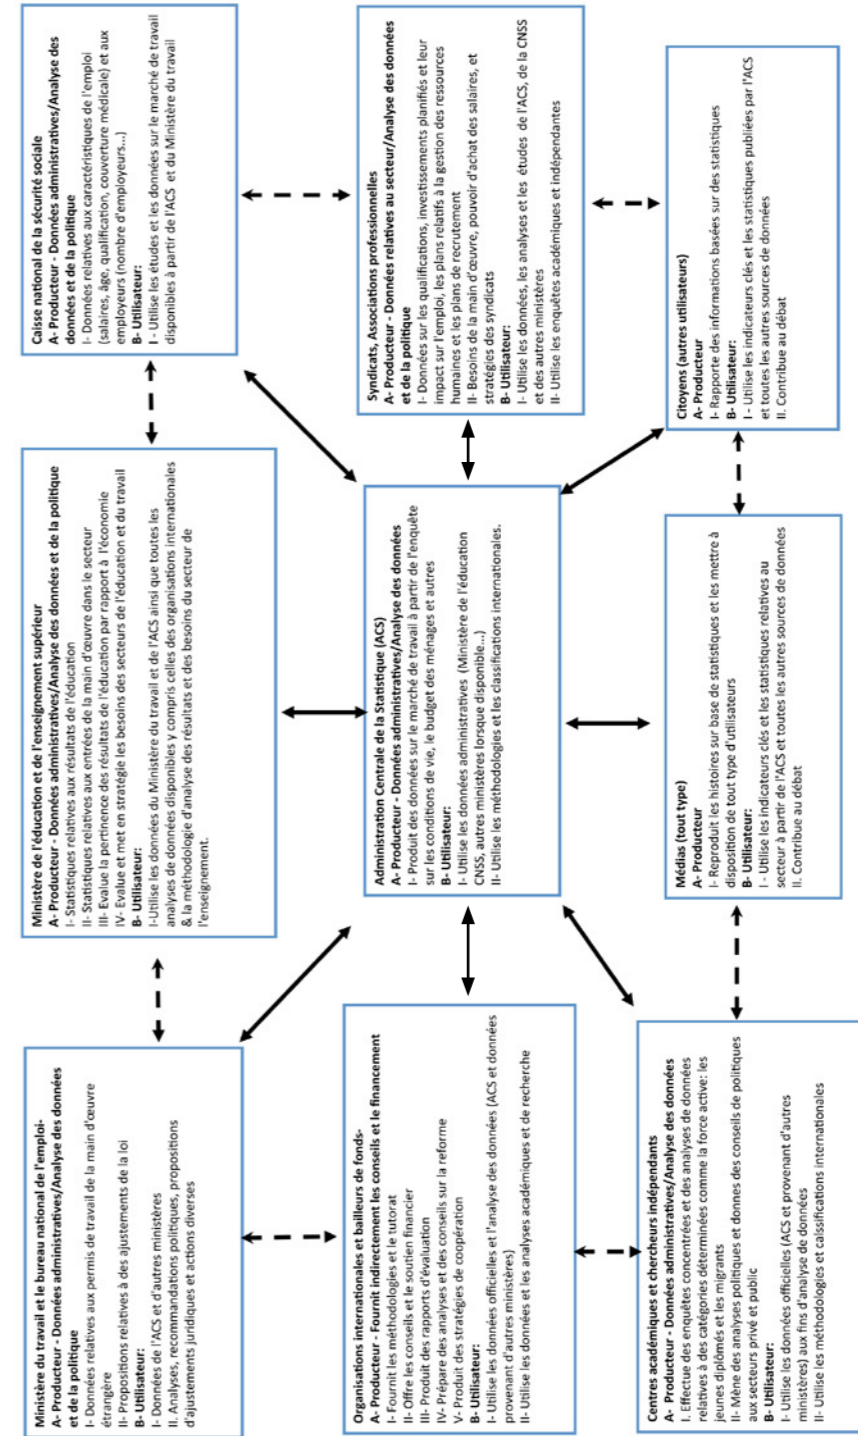 Ministère du travail et le bureau national de l'emploi-
A- Producteur - Données administratives/Analyse des données
et de la politique
I- Données relatives aux permis de travail de la main d'œuvre
étrangère
II- Propositions relatives à des ajustements de la loi
B- Utilisateur:
I- Données de l'ACS et d'autres ministères
II. Analyses, recommandations politiques, propositions
d'ajustements juridiques et actions diverses
Ministère de l'éducation et de l'enseignement supérieur
A- Producteur - Données administratives/Analyse des données et de la politique
I- Statistiques relatives aux résultats de l'éducation
II- Statistiques relatives aux entrées de la main d'œuvre dans le secteur
III- Evalue la pertinence des résultats de l'éducation par rapport à l'économie
IV- Evalue et met en stratégie les besoins des secteurs de l'éducation et du travail
B- Utilisateur:
I-Utilise les données du Ministère du travail et de l'ACS ainsi que toutes les
analyses de données disponibles y compris celles des organisations internationales
& la méthodologie d'analyse des résultats et des besoins du secteur de
l'enseignement.
Caisse national de la sécurité sociale
A- Producteur - Données administratives/Analyse des
données et de la politique
I- Données relatives aux caractéristiques de l'emploi
(salaires, âge, qualification, couverture médicale) et aux
employeurs (nombre d'employeurs...)
B- Utilisateur:
I - Utilise les études et les données sur le marché de travail
disponibles à partir de l'ACS et du Ministère du travail
Organisations internationales et bailleurs de fonds-
A- Producteur - Fournit indirectement les conseils et le financement
I- Fournit les méthodologies et le tutorat
II- Offre les conseils et le soutien financier
III- Produit des rapports d'évaluation
IV- Prépare des analyses et des conseils sur la reforme
V- Produit des stratégies de coopération
B- Utilisateur:
I- Utilise les données officielles et l'analyse des données (ACS et données
provenant d'autres ministères)
II- Utilise les données et les analyses académiques et de recherche
Administration Centrale de la Statistique (ACS)
A- Producteur - Données administratives/Analyse des données
I- Produit des données sur le marché de travail à partir de l'enquête
sur les conditions de vie, le budget des ménages et autres
B- Utilisateur:
I- Utilise les données administratives (Ministère de l'éducation
CNSS, autres ministères lorsque disponible...)
II- Utilise les méthodologies et les classifications internationales.
Syndicats, Associations professionnelles
A- Producteur - Données relatives au secteur/Analyse des données
et de la politique
I- Données sur les qualifications, investissements planifiés et leur
impact sur l'emploi, les plans relatifs à la gestion des ressources
humaines et les plans de recrutement
II- Besoins de la main d'œuvre, pouvoir d'achat des salaires, et
stratégies des syndicats
B- Utilisateur:
I- Utilise les données, les analyses et les études de l'ACS, de la CNSS
et des autres ministères
II- Utilise les enquêtes académiques et indépendantes
Centres académiques et chercheurs indépendants
A- Producteur - Données administratives/Analyse des données
I. Effectue des enquêtes concentrées et des analyses de données
relatives à des catégories déterminées comme la force active: les
jeunes diplômés et les migrants
II- Mène des analyses politiques et donnes des conseils de politiques
aux secteurs privé et public
B- Utilisateur:
I- Utilise les données officielles (ACS et provenant d'autres
ministères) aux fins d'analyse de données
II- Utilise les méthodologies et calssifications internationales
Médias (tout type)
A- Producteur
I- Reproduit les histoires sur base de statistiques et les mettre à
disposition de tout type d'utilisateurs
B- Utilisateur:
I - Utilise les indicateurs clés et les statistiques relatives au
secteur à partir de l'ACS et toutes les autres sources de données
II. Contribue au débat
Citoyens (autres utilisateurs)
A- Producteur
I- Rapporte des informations basées sur des statistiques
B- Utilisateur:
I - Utilise les indicateurs clés et les statistiques publiées par l'ACS
et toutes les autres sources de données
II. Contribue au débat